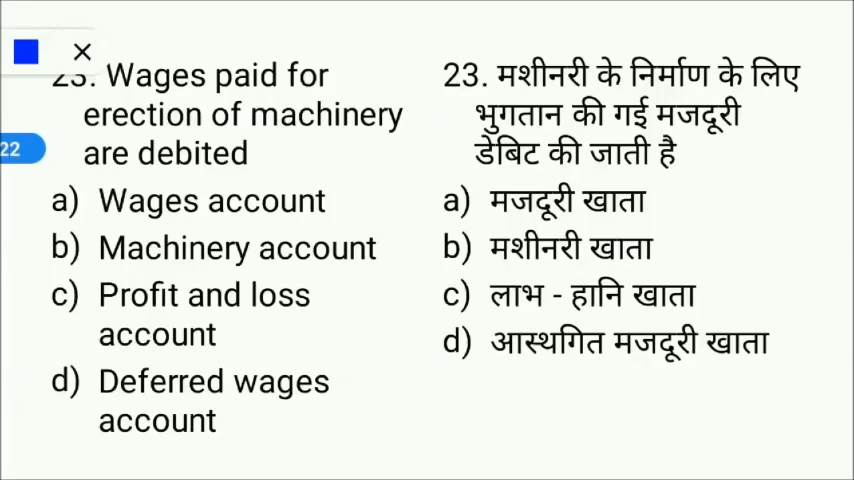 23. Wages paid for
erection of machinery
are debited
a) Wages account
b) Machinery account
c) Profit and loss
account
d) Deferred wages
account
23. मशीनरी के निर्माण के लिए
भुगतान की गई मजदूरी
डेबिट की जाती है
a) मजदूरी खाता
b) मशीनरी खाता
c) लाभ - हानि खाता
d) आस्थगित मजदूरी खाता
22